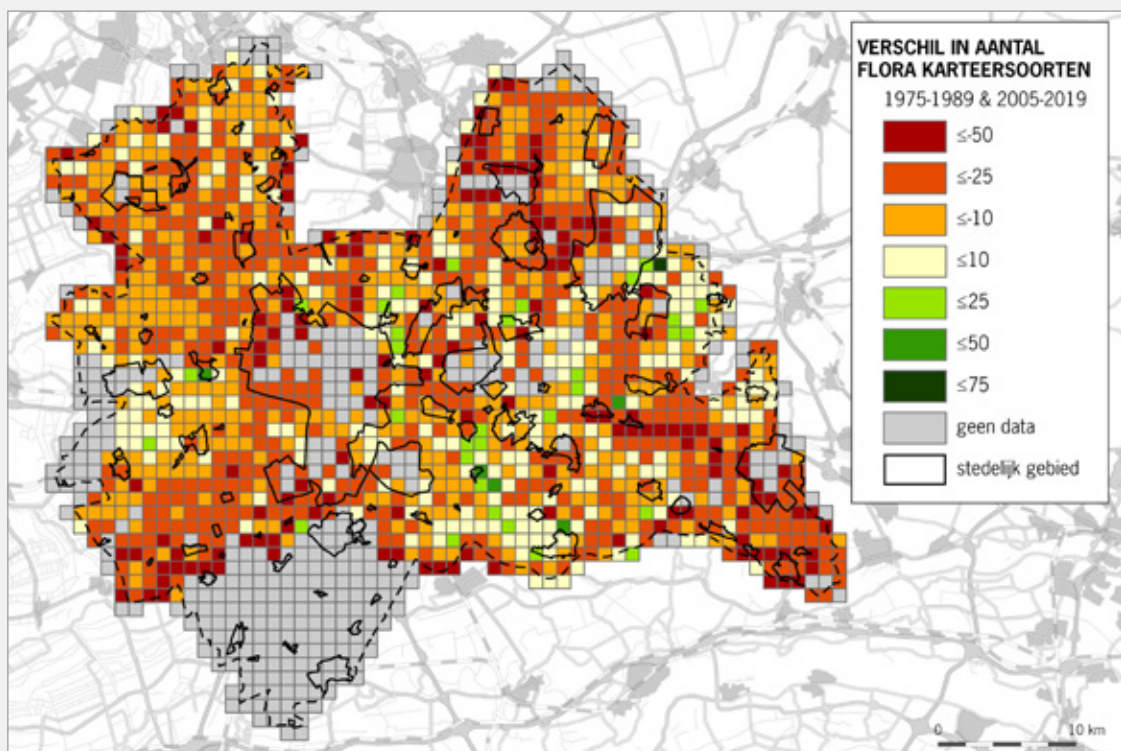 VERSCHIL IN AANTAL
FLORA KARTEERSOORTEN
1975-1989 & 2005-2019
≤-50
≤-25
≤-10
≤10
≤25
≤50
≤75
geen data
stedelijk gebied
0 10 km